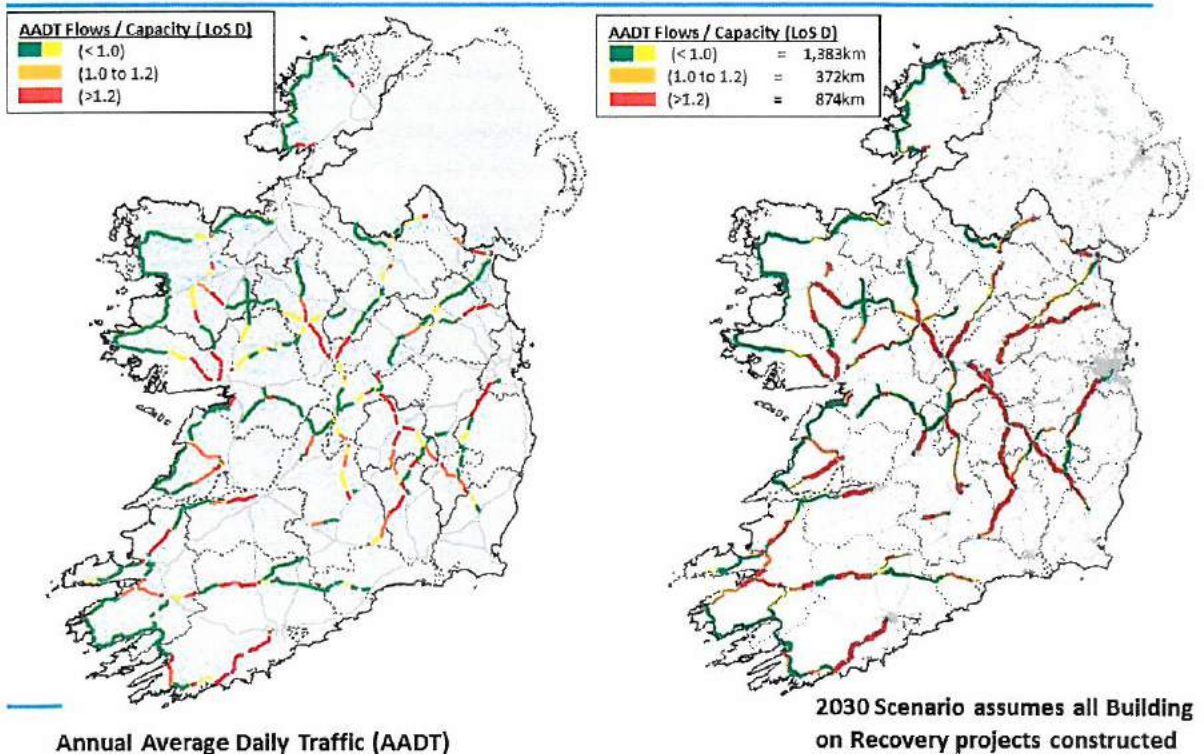 AADT Flows / Capacity ( LoS D )
(< 1.0)
(1.0 to 1.2)
(>1.2)
AADT Flows / Capacity (LoS D)
(< 1.0) = 1,383km
(1.0 to 1.2) = 372km
(>1.2) = 874km
Annual Average Daily Traffic (AADT)
2030 Scenario assumes all Building
on Recovery projects constructed